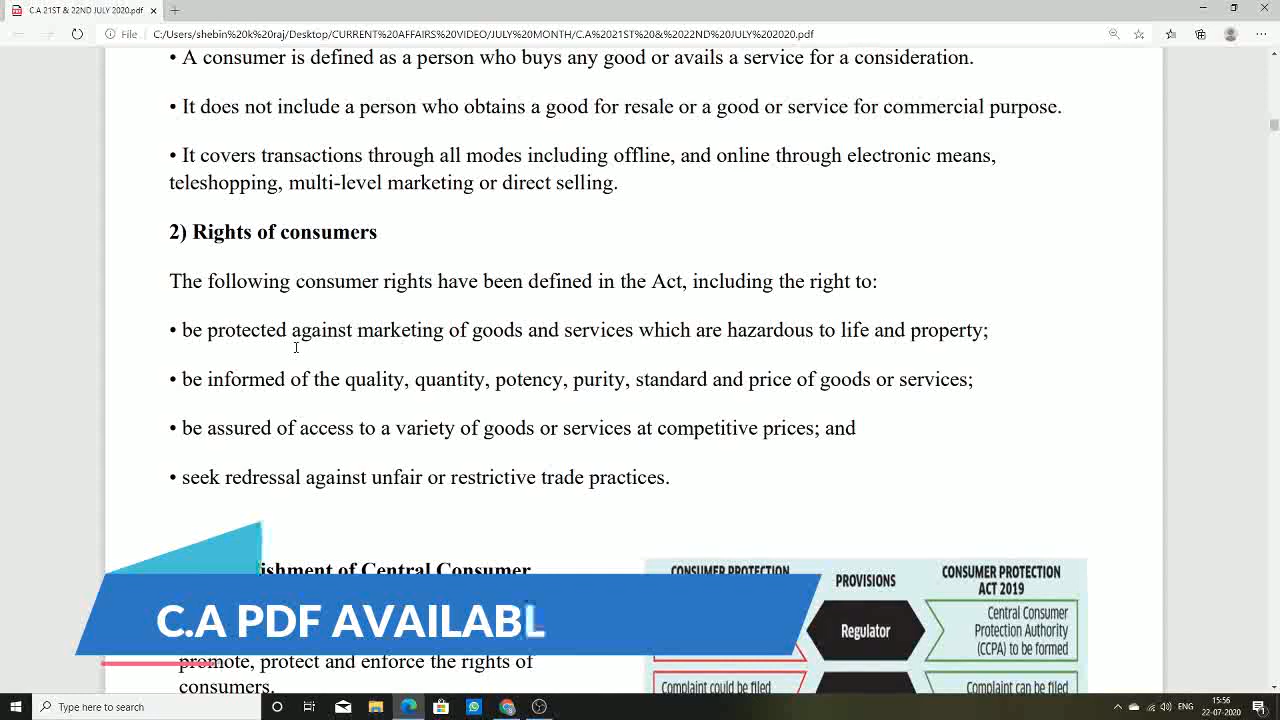 C.A 21ST & 22ND JULY 2020.pdf
File
C:/Users/shebin%20k%20raj/Desktop/CURRENT%20AFFAIRS%20VIDEO/JULY%20MONTH/C.A%2021ST%20&%2022ND%20JULY%202020.pdf
• A consumer is defined as a person who buys any good or avails a service for a consideration.
• It does not include a person who obtains a good for resale or a good or service for commercial purpose.
• It covers transactions through all modes including offline, and online through electronic means,
teleshopping, multi-level marketing or direct selling.
2) Rights of consumers
The following consumer rights have been defined in the Act, including the right to:
• be protected against marketing of goods and services which are hazardous to life and property;
• be informed of the quality, quantity, potency, purity, standard and price of goods or services;
• be assured of access to a variety of goods or services at competitive prices; and
• seek redressal against unfair or restrictive trade practices.
ishment of Central Consumer
C.A PDF AVAILABL
promote, protect and enforce the rights of
consumers.
CONSUMER PROTECTION
PROVISIONS
CONSUMER PROTECTION
ACT 2019
Regulator
Central Consumer
Protection Authority
(CCPA) to be formed
Complaint could be filed
Complaint can be filed
Type here to search
15:56
22-07-2020